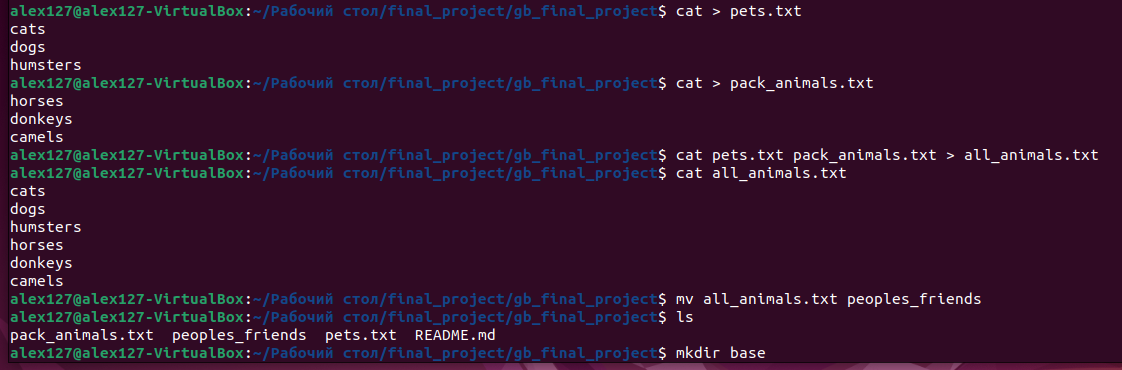 alex127@alex127-VirtualBox:~/Рабочий стол/final_project/gb_final_project$ cat > pets.txt
cats
dogs
humsters
alex127@alex127-VirtualBox:~/Рабочий стол/final_project/gb_final_project$ cat > pack_animals.txt
horses
donkeys
camels
alex127@alex127-VirtualBox:~/Рабочий стол/final_project/gb_final_project$ cat pets.txt pack_animals.txt > all_animals.txt
alex127@alex127-VirtualBox:~/Рабочий стол/final_project/gb_final_project$ cat all_animals.txt
cats
dogs
humsters
horses
donkeys
camels
alex127@alex127-VirtualBox:~/Рабочий стол/final_project/gb_final_project$ mv all_animals.txt peoples_friends
alex127@alex127-VirtualBox:~/Рабочий стол/final_project/gb_final_project$ ls
pack_animals.txt  peoples_friends  pets.txt  README.md
alex127@alex127-VirtualBox:~/Рабочий стол/final_project/gb_final_project$ mkdir base